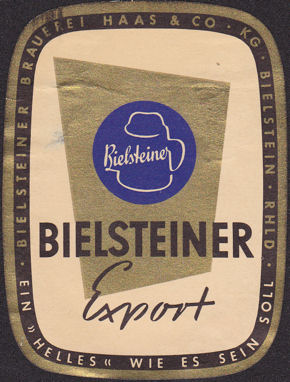 BIELSTEINER BRAUEREI HAAS & CO · KG · BIELSTEIN · RHLD ·
Bielsteiner
BIELSTEINER
Export
EIN »HELLES« WIE ES SEIN SOLL